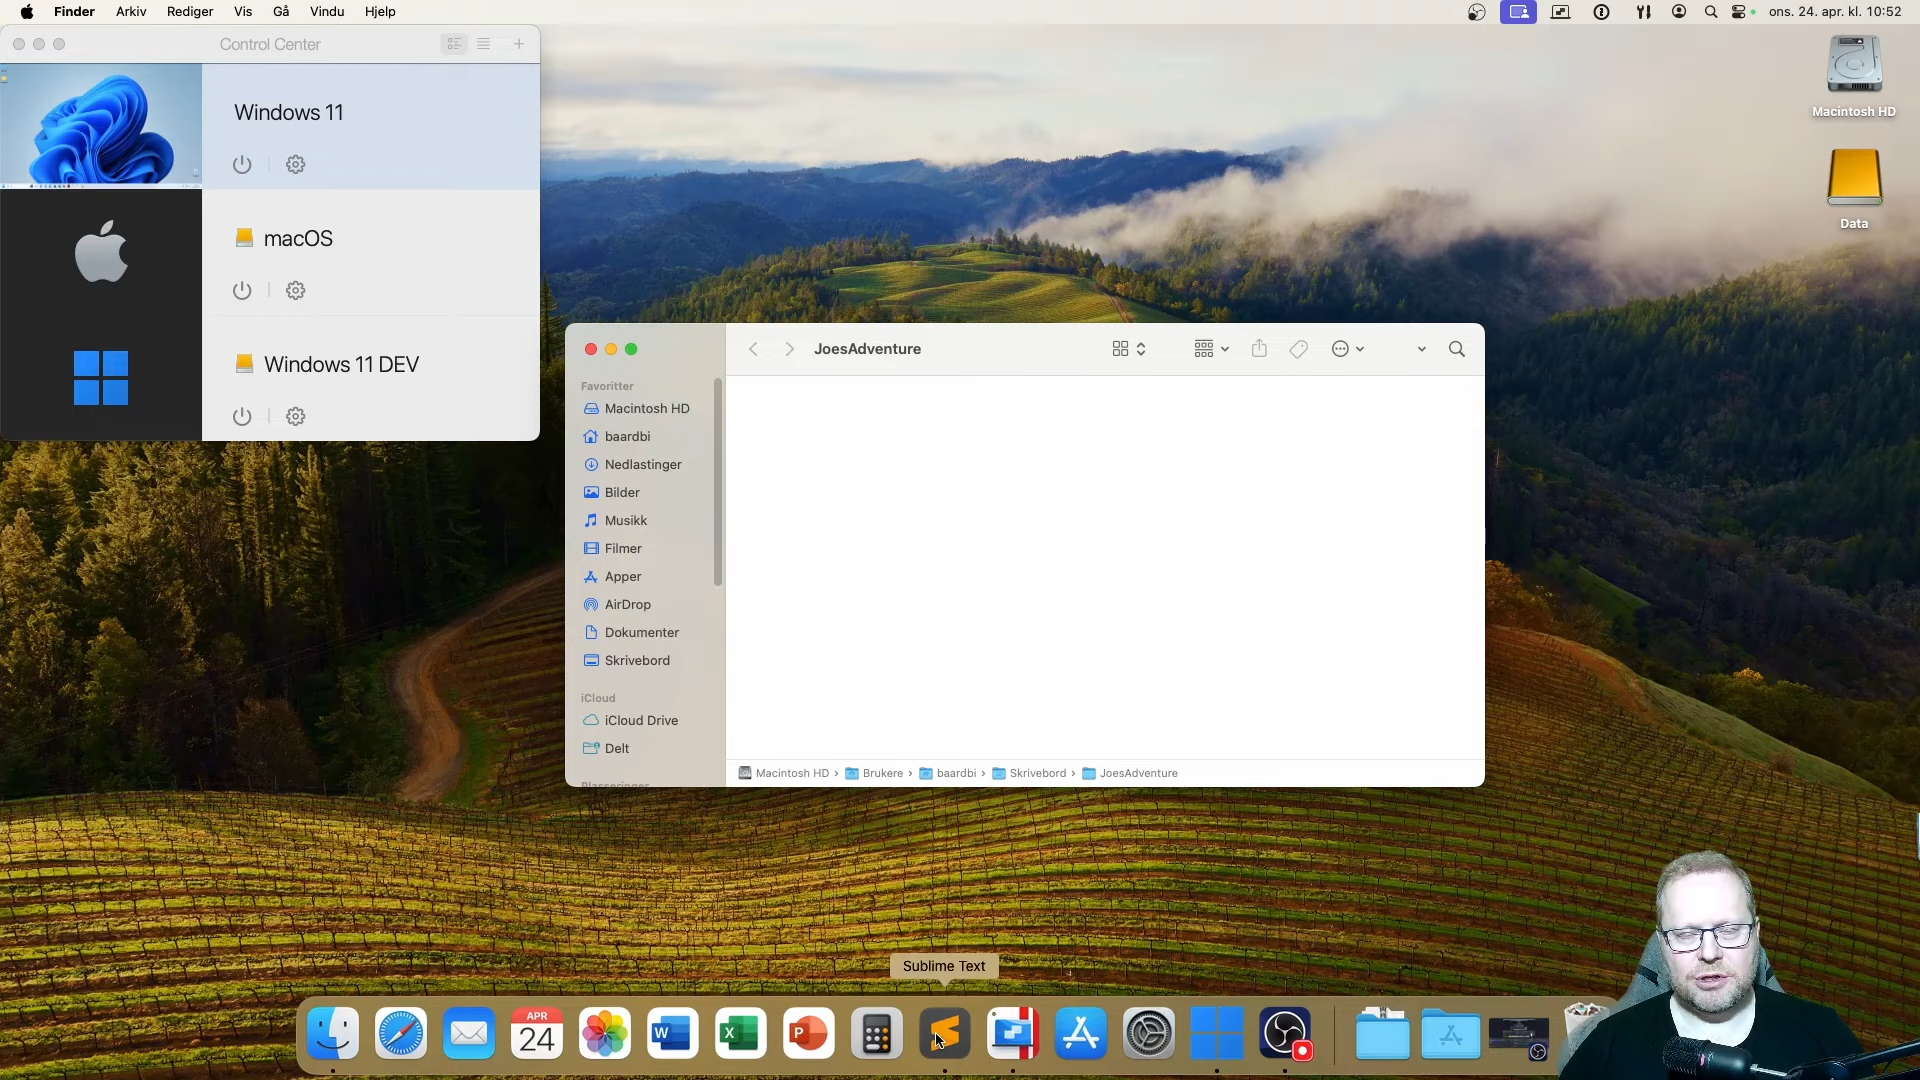 Finder Arkiv Rediger Vis Gå Vindu Hjelp
ons. 24. apr. kl. 10:52
Control Center
Windows 11
macOS
Windows 11 DEV
Macintosh HD
Data
JoesAdventure
Favoritter
Macintosh HD
baardbi
Nedlastinger
Bilder
Musikk
Filmer
Apper
AirDrop
Dokumenter
Skrivebord
iCloud
iCloud Drive
Delt
Macintosh HD › Brukere › baardbi › Skrivebord › JoesAdventure
Sublime Text
APR
24
W
X
P